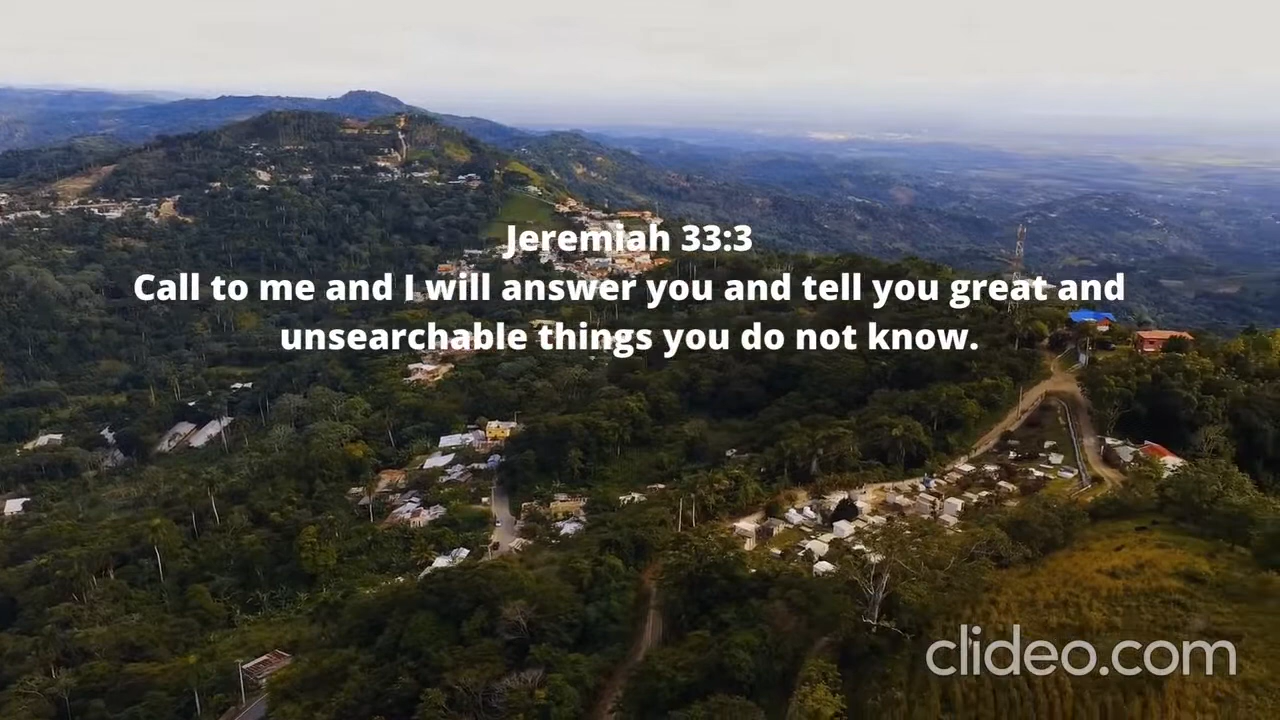 Jeremiah 33:3
Call to me and I will answer you and tell you great and
unsearchable things you do not know.
clideo.com